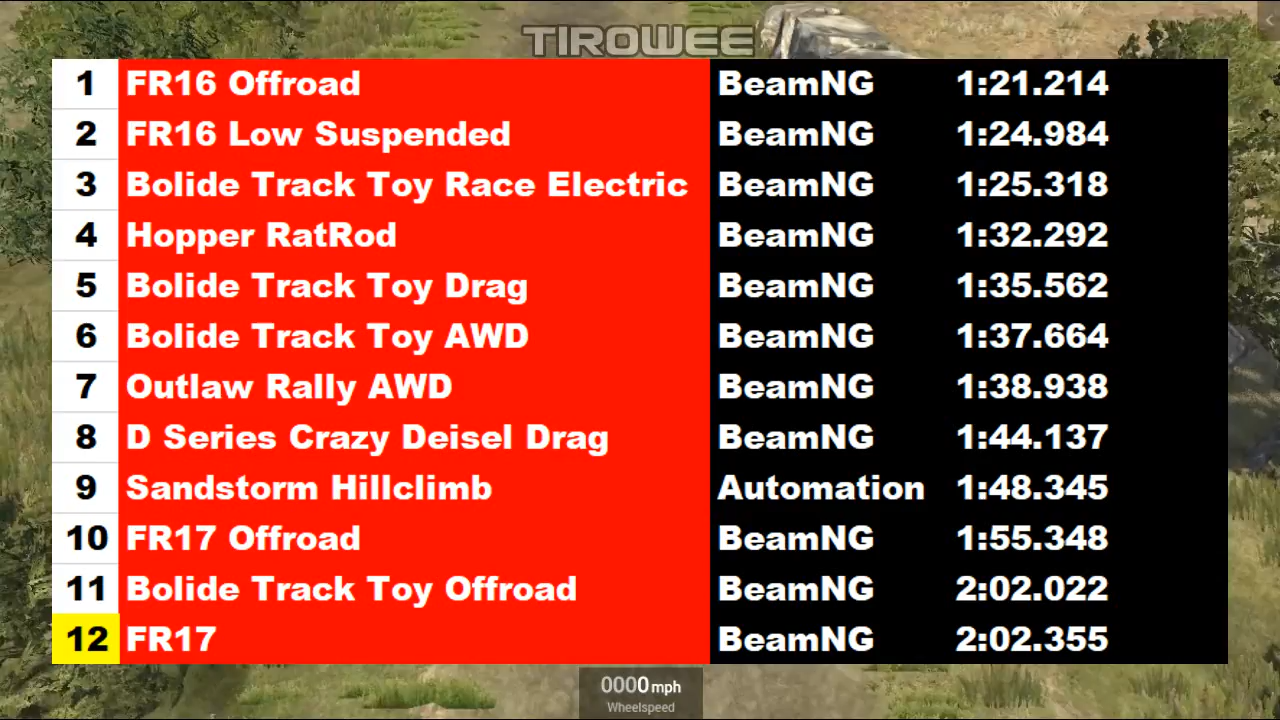 TIROWEE
1 FR16 Offroad BeamNG 1:21.214
2 FR16 Low Suspended BeamNG 1:24.984
3 Bolide Track Toy Race Electric BeamNG 1:25.318
4 Hopper RatRod BeamNG 1:32.292
5 Bolide Track Toy Drag BeamNG 1:35.562
6 Bolide Track Toy AWD BeamNG 1:37.664
7 Outlaw Rally AWD BeamNG 1:38.938
8 D Series Crazy Deisel Drag BeamNG 1:44.137
9 Sandstorm Hillclimb Automation 1:48.345
10 FR17 Offroad BeamNG 1:55.348
11 Bolide Track Toy Offroad BeamNG 2:02.022
12 FR17 BeamNG 2:02.355
0000 mph
Wheelspeed